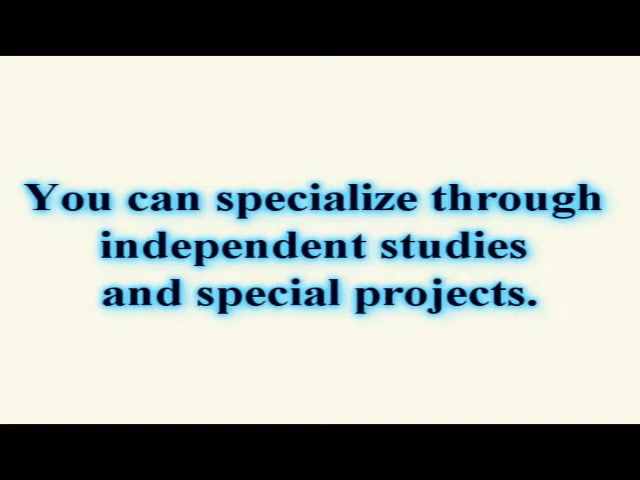 You can specialize through
independent studies
and special projects.